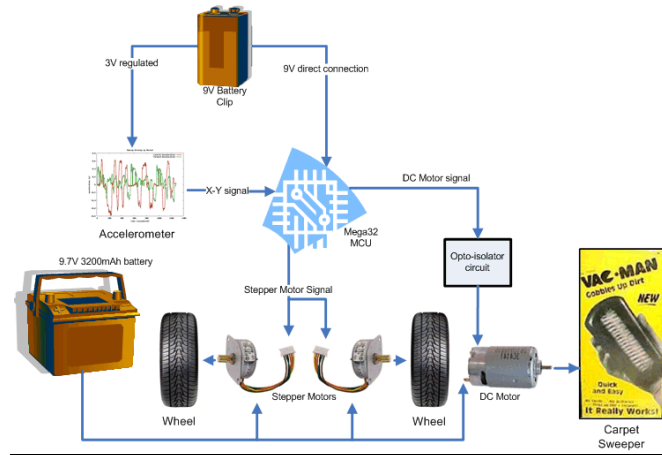 3V regulated
9V direct connection
9V Battery
Clip
X-Y signal
DC Motor signal
Accelerometer
Mega32
MCU
9.7V 3200mAh battery
Opto-isolator
circuit
Stepper Motor Signal
VAC-MAN
Gobbles Up Dirt
NEW
Quick
and Easy
It Really Works!
Stepper Motors
DC Motor
Wheel
Wheel
Carpet
Sweeper